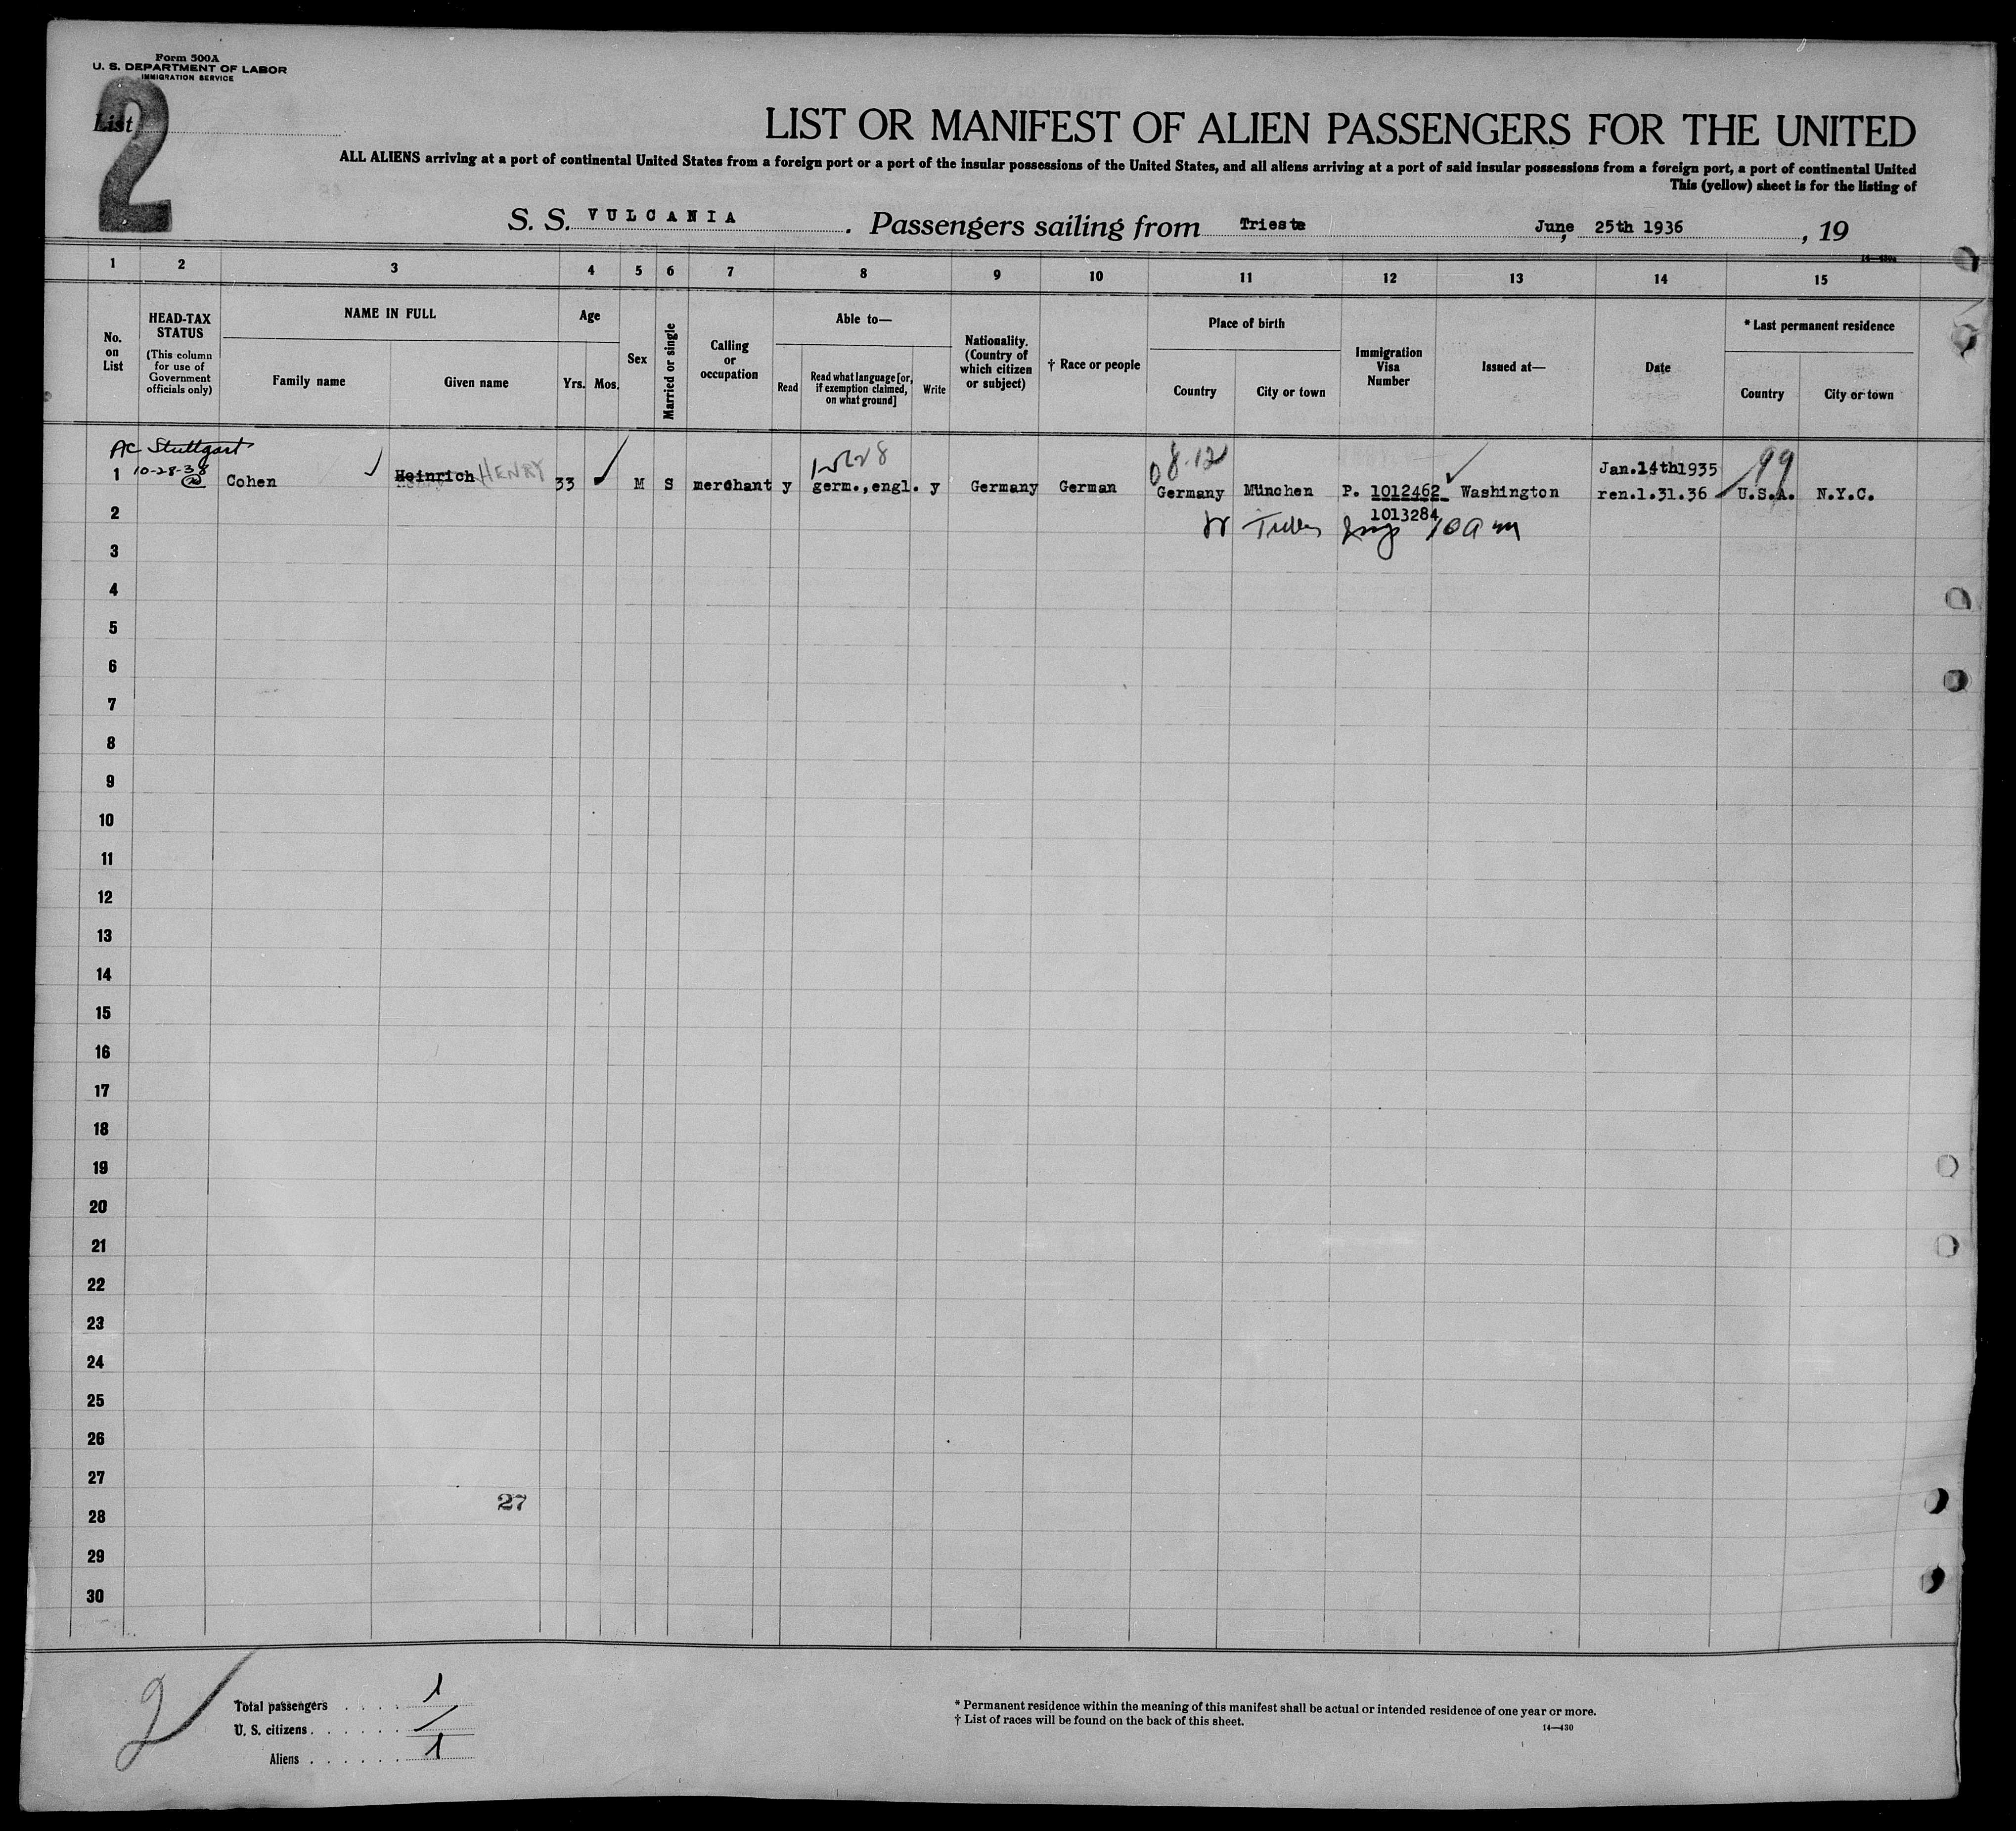 Form 500A
U. S. DEPARTMENT OF LABOR
IMMIGRATION SERVICE
2
List
LIST OR MANIFEST OF ALIEN PASSENGERS FOR THE UNITED
ALL ALIENS arriving at a port of continental United States from a foreign port or a port of the insular possessions of the United States, and all aliens arriving at a port of said insular possessions from a foreign port, a port of continental United
This (yellow) sheet is for the listing of
S. S. VULCANIA . Passengers sailing from Trieste June, 25th 1936 , 19
14—430a
1 2 3 4 5 6 7 8 9 10 11 12 13 14 15
No. on List
HEAD-TAX STATUS
(This column for use of Government officials only)
NAME IN FULL
Family name
Given name
Age
Yrs. Mos.
Sex
Married or single
Calling or occupation
Able to—
Read
Read what language [or, if exemption claimed, on what ground]
Write
Nationality. (Country of which citizen or subject)
† Race or people
Place of birth
Country
City or town
Immigration Visa Number
Issued at—
Date
* Last permanent residence
Country
City or town
AC Stuttgart
10-28-38
08-12
99
Jan.14th1935
1 Cohen Heinrich HENRY 33 M S merchant y germ.,engl. y Germany German Germany München P. 1012462 Washington ren.1.31.36 U.S.A. N.Y.C.
2 1013284
10 am
3
4
5
6
7
8
9
10
11
12
13
14
15
16
17
18
19
20
21
22
23
24
25
26
27
27
28
29
30
2
Total passengers . . . . 1
U. S. citizens . . . . . /
Aliens . . . . . . 1
* Permanent residence within the meaning of this manifest shall be actual or intended residence of one year or more.
† List of races will be found on the back of this sheet.
14—430